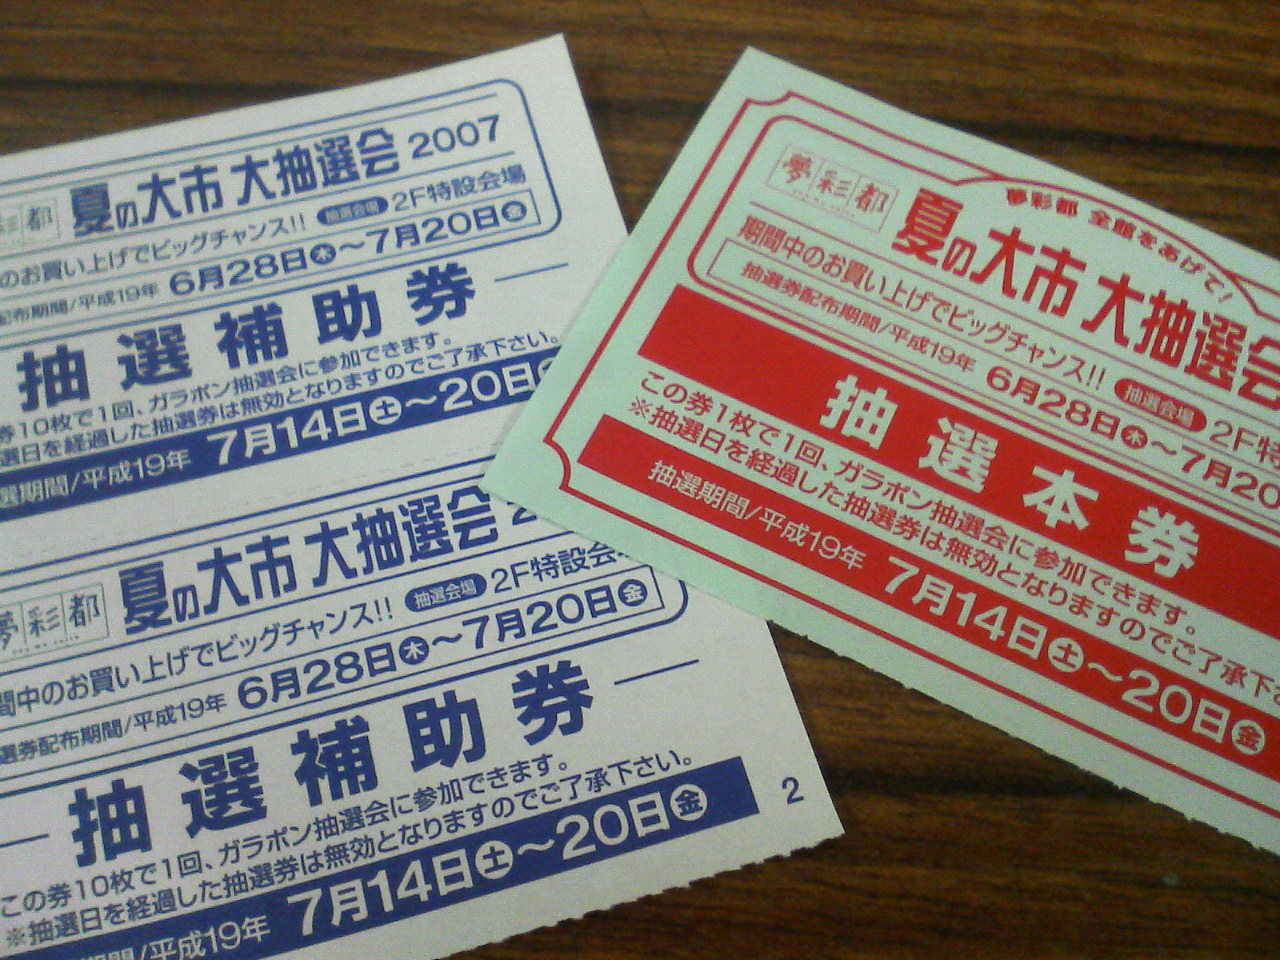 夏の大市 大抽選会 2007
のお買い上げでビッグチャンス!! 抽選会場 2F特設会場
配布期間/平成19年 6月28日木〜7月20日金
抽選補助券
券10枚で1回、ガラポン抽選会に参加できます。
選日を経過した抽選券は無効となりますのでご了承下さい。
選期間/平成19年 7月14日土〜20日
夢彩都 夏の大市 大抽選会
間中のお買い上げでビッグチャンス!! 抽選会場 2F特設会
選券配布期間/平成19年 6月28日木〜7月20日金
抽選補助券
この券10枚で1回、ガラポン抽選会に参加できます。
※抽選日を経過した抽選券は無効となりますのでご了承下さい。
期間/平成19年 7月14日土〜20日金
2
夢彩都 全館をあげて!
夢彩都 夏の大市 大抽選会
期間中のお買い上げでビッグチャンス!! 抽選会場 2F特
抽選券配布期間/平成19年 6月28日木〜7月20
抽選本券
この券1枚で1回、ガラポン抽選会に参加できます。
※抽選日を経過した抽選券は無効となりますのでご了承下さ
抽選期間/平成19年 7月14日土〜20日金